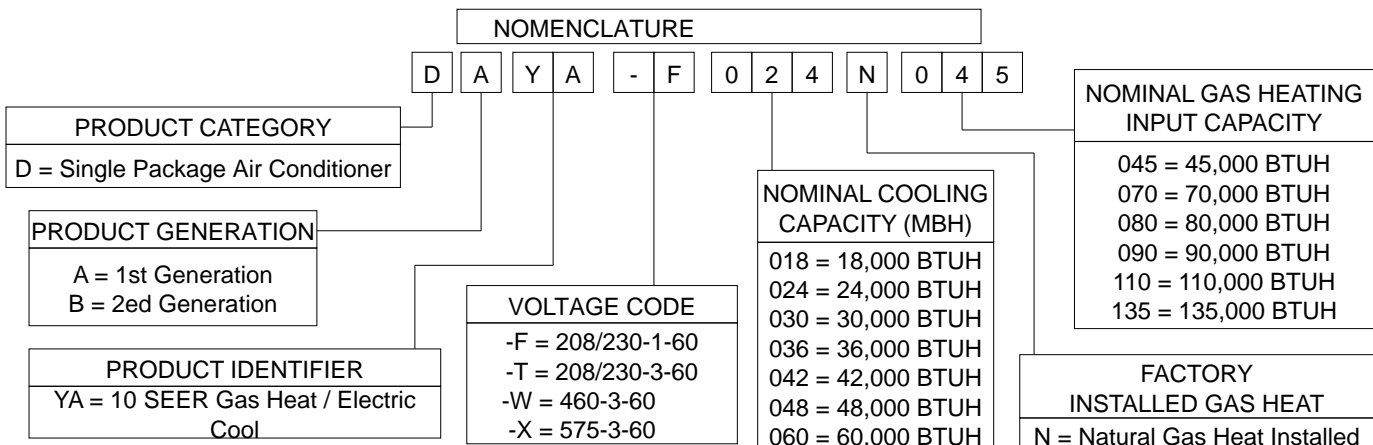 NOMENCLATURE
D A Y A - F 0 2 4 N 0 4 5
PRODUCT CATEGORY
D = Single Package Air Conditioner
PRODUCT GENERATION
A = 1st Generation
B = 2ed Generation
PRODUCT IDENTIFIER
YA = 10 SEER Gas Heat / Electric
Cool
VOLTAGE CODE
-F = 208/230-1-60
-T = 208/230-3-60
-W = 460-3-60
-X = 575-3-60
NOMINAL COOLING
CAPACITY (MBH)
018 = 18,000 BTUH
024 = 24,000 BTUH
030 = 30,000 BTUH
036 = 36,000 BTUH
042 = 42,000 BTUH
048 = 48,000 BTUH
060 = 60,000 BTUH
NOMINAL GAS HEATING
INPUT CAPACITY
045 = 45,000 BTUH
070 = 70,000 BTUH
080 = 80,000 BTUH
090 = 90,000 BTUH
110 = 110,000 BTUH
135 = 135,000 BTUH
FACTORY
INSTALLED GAS HEAT
N = Natural Gas Heat Installed